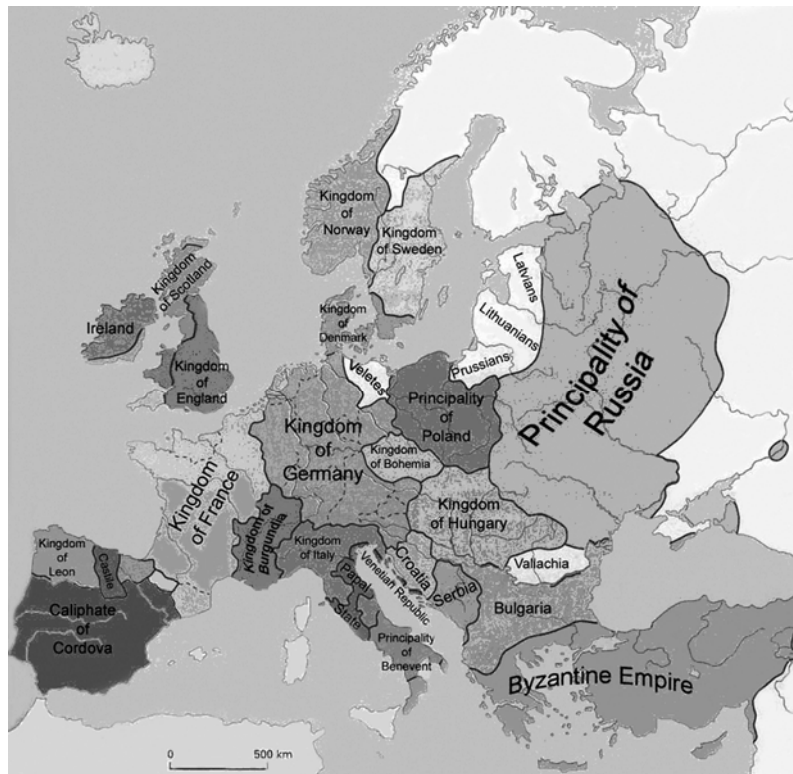 Kingdom
of
Norway
Kingdom
of Sweden
Kingdom
of Scotland
Ireland
Kingdom
of
England
Kingdom
of
Denmark
Latvians
Lithuanians
Prussians
Veletes
Principality of
Russia
Principality
of
Poland
Kingdom
of
Germany
Kingdom
of Bohemia
Kingdom
of France
Kingdom of
Burgundia
Kingdom
of Hungary
Kingdom
of Italy
Croatia
Venetian Republic
Vallachia
Serbia
Bulgaria
Papal
State
Principality
of
Benevent
Kingdom
of
Leon
Castile
Caliphate
of
Cordova
Byzantine Empire
0 500 km